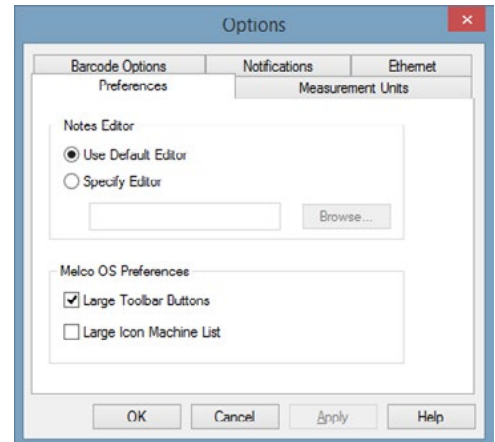 Options
Barcode Options Notifications Ethernet
Preferences Measurement Units
Notes Editor
Use Default Editor
Specify Editor
Browse...
Melco OS Preferences
Large Toolbar Buttons
Large Icon Machine List
OK Cancel Apply Help